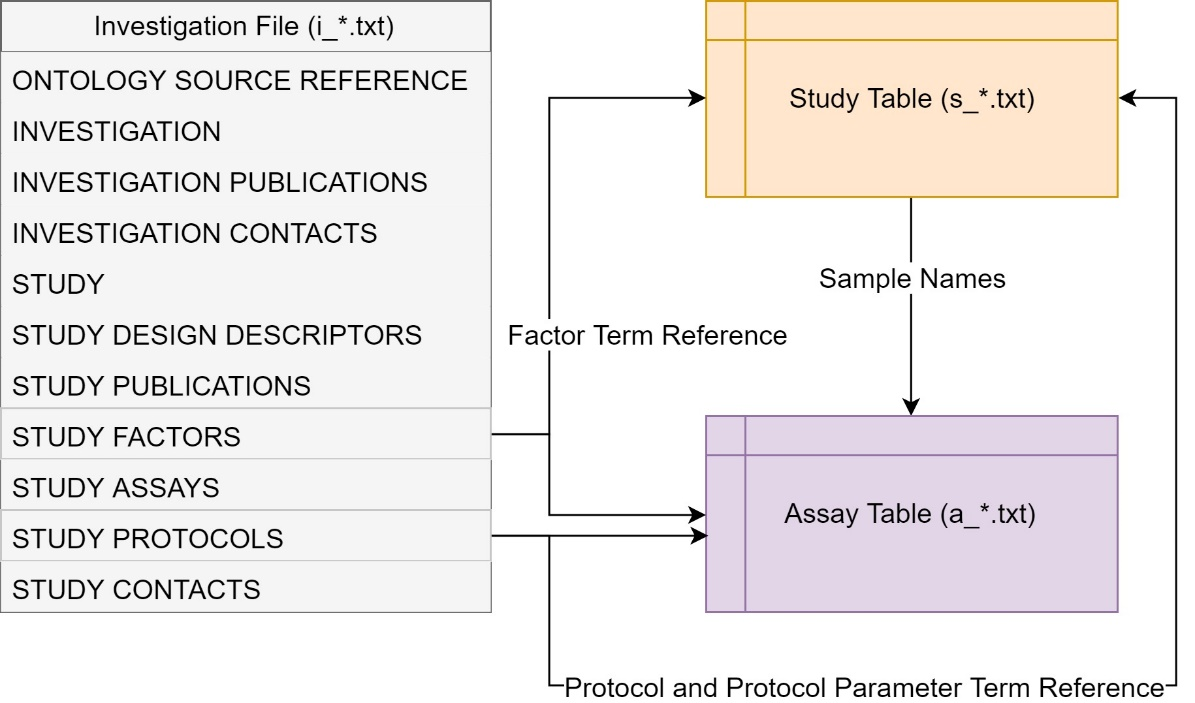 Investigation File (i_*.txt)
ONTOLOGY SOURCE REFERENCE
INVESTIGATION
INVESTIGATION PUBLICATIONS
INVESTIGATION CONTACTS
STUDY
STUDY DESIGN DESCRIPTORS
STUDY PUBLICATIONS
STUDY FACTORS
STUDY ASSAYS
STUDY PROTOCOLS
STUDY CONTACTS
Factor Term Reference
Study Table (s_*.txt)
Sample Names
Assay Table (a_*.txt)
Protocol and Protocol Parameter Term Reference